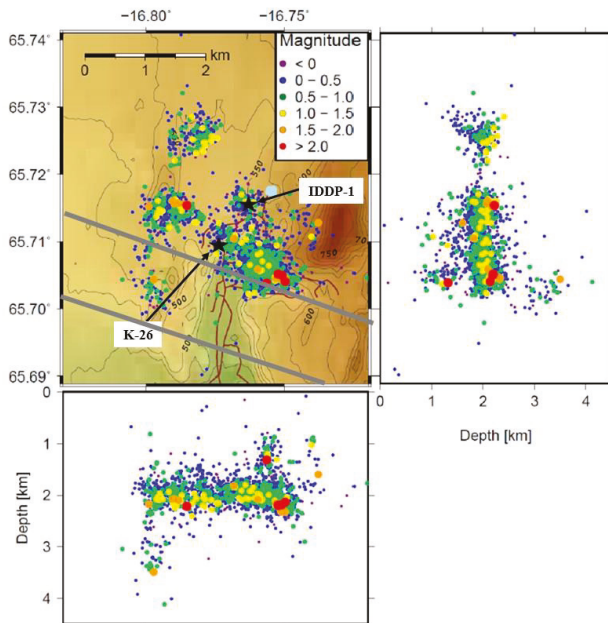 −16.80 −16.75
65.74
65.73
65.72
65.71
65.70
65.69
0 1 2
km
Magnitude
< 0
0 − 0.5
0.5 − 1.0
1.0 − 1.5
1.5 − 2.0
> 2.0
550
IDDP-1
70
750
500
600
50
K-26
0 1 2 3 4
Depth [km]
0
1
2
3
4
Depth [km]